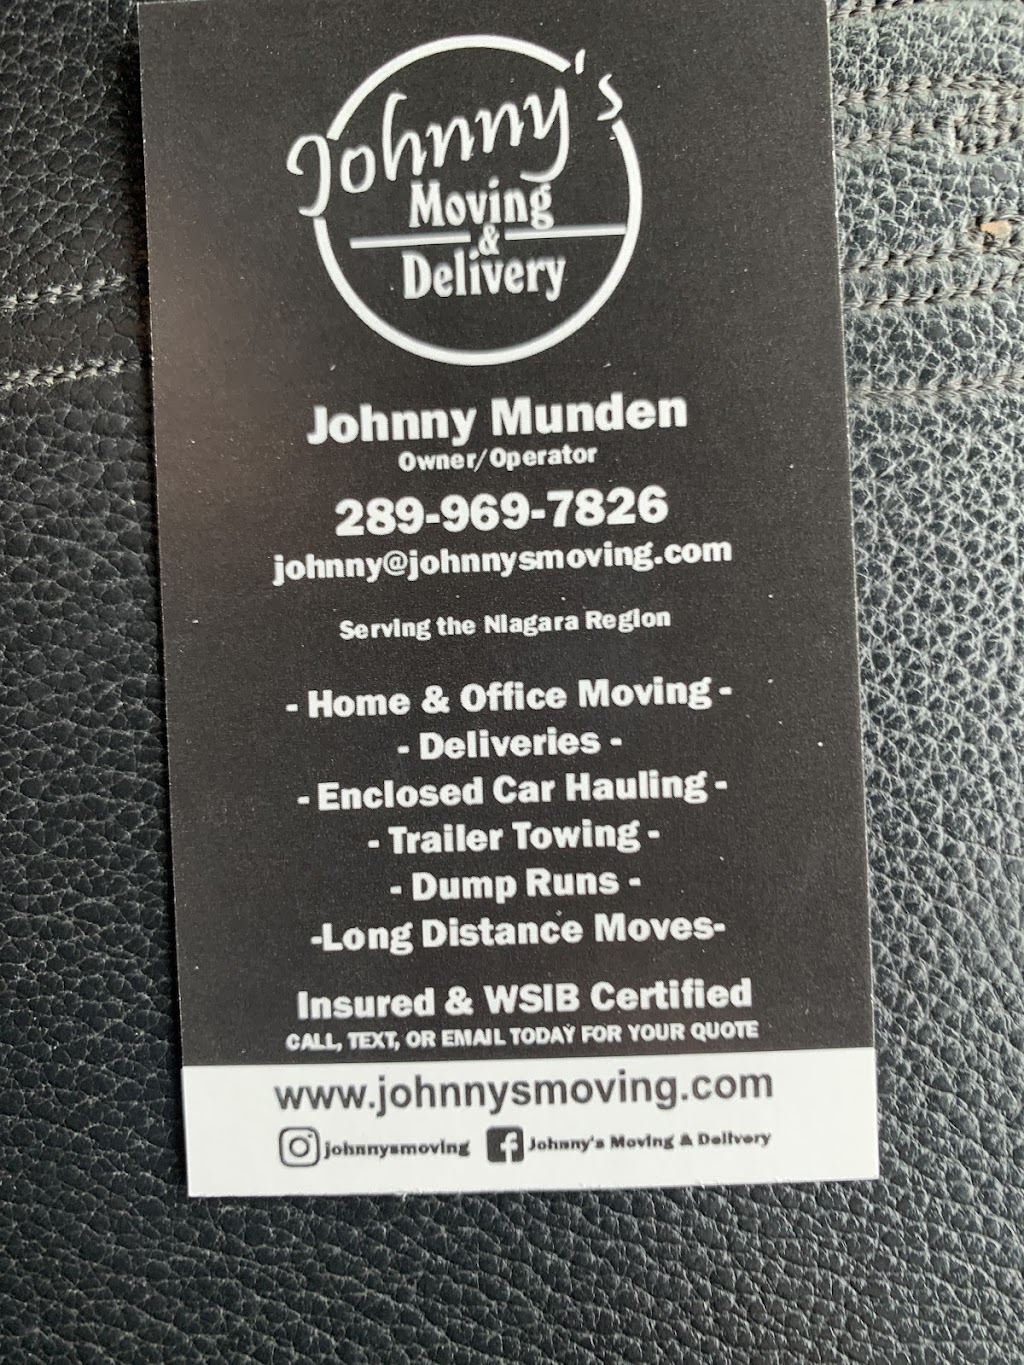 Johnny's
Moving
&
Delivery
Johnny Munden
Owner/Operator
289-969-7826
johnny@johnnysmoving.com
Serving the Niagara Region
- Home & Office Moving -
- Deliveries -
- Enclosed Car Hauling -
- Trailer Towing -
- Dump Runs -
-Long Distance Moves-
Insured & WSIB Certified
CALL, TEXT, OR EMAIL TODAY FOR YOUR QUOTE
www.johnnysmoving.com
johnnysmoving Johnny's Moving & Delivery